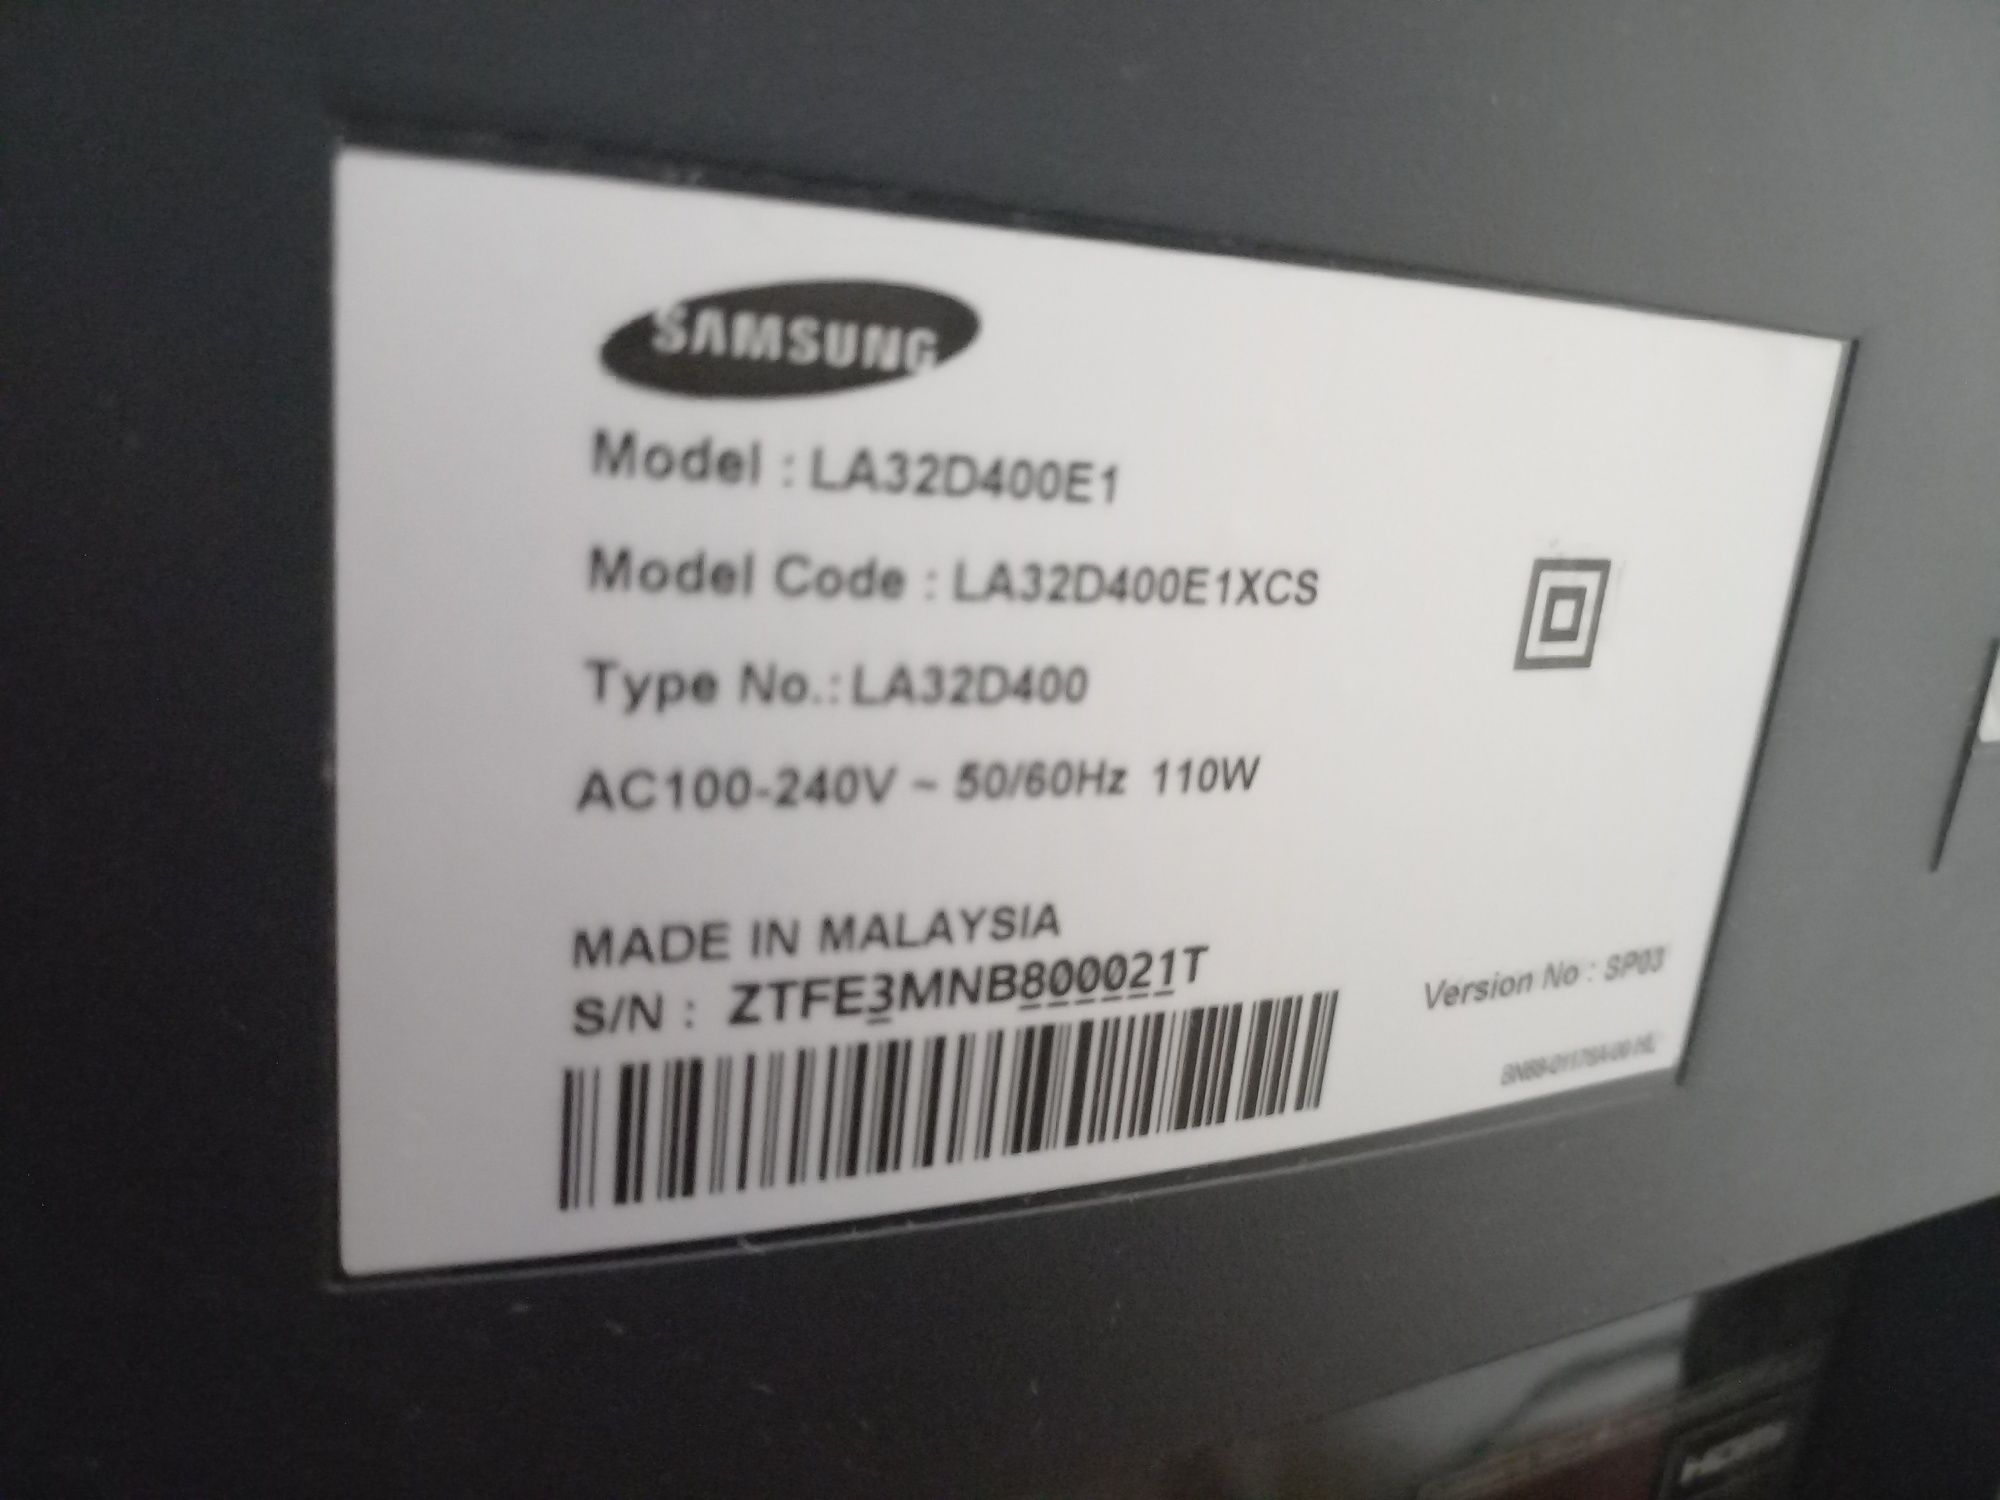 SAMSUNG
Model : LA32D400E1
Model Code : LA32D400E1XCS
Type No.: LA32D400
AC100-240V ~ 50/60Hz 110W
MADE IN MALAYSIA
S/N : ZTFE3MNB800021T
Version No : SP03
HDMI